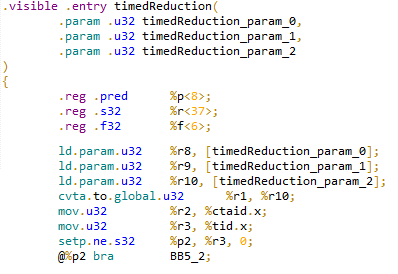 .visible .entry timedReduction(
.param .u32 timedReduction_param_0,
.param .u32 timedReduction_param_1,
.param .u32 timedReduction_param_2
)
{
.reg .pred %p<8>;
.reg .s32 %r<37>;
.reg .f32 %f<6>;
ld.param.u32 %r8, [timedReduction_param_0];
ld.param.u32 %r9, [timedReduction_param_1];
ld.param.u32 %r10, [timedReduction_param_2];
cvta.to.global.u32 %r1, %r10;
mov.u32 %r2, %ctaid.x;
mov.u32 %r3, %tid.x;
setp.ne.s32 %p2, %r3, 0;
@%p2 bra BB5_2;